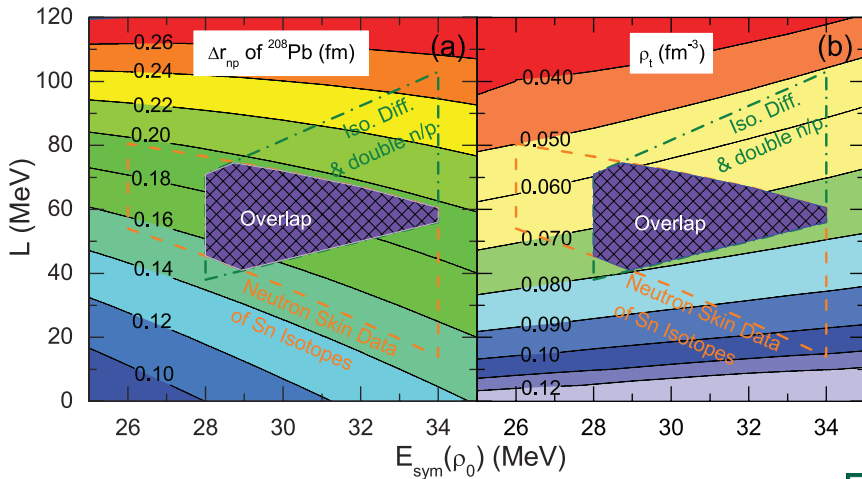 120
100
80
60
40
20
0
L (MeV)
Δr_np of ²⁰⁸Pb (fm)
(a)
0.26
0.24
0.22
0.20
0.18
0.16
0.14
0.12
0.10
Iso. Diff.
& double n/p
Overlap
Neutron Skin Data
of Sn Isotopes
26 28 30 32 34
ρ_t (fm⁻³)
(b)
0.040
0.050
0.060
0.070
0.080
0.090
0.10
0.12
Iso. Diff.
& double n/p
Overlap
Neutron Skin Data
of Sn Isotopes
26 28 30 32 34
E_sym(ρ₀) (MeV)